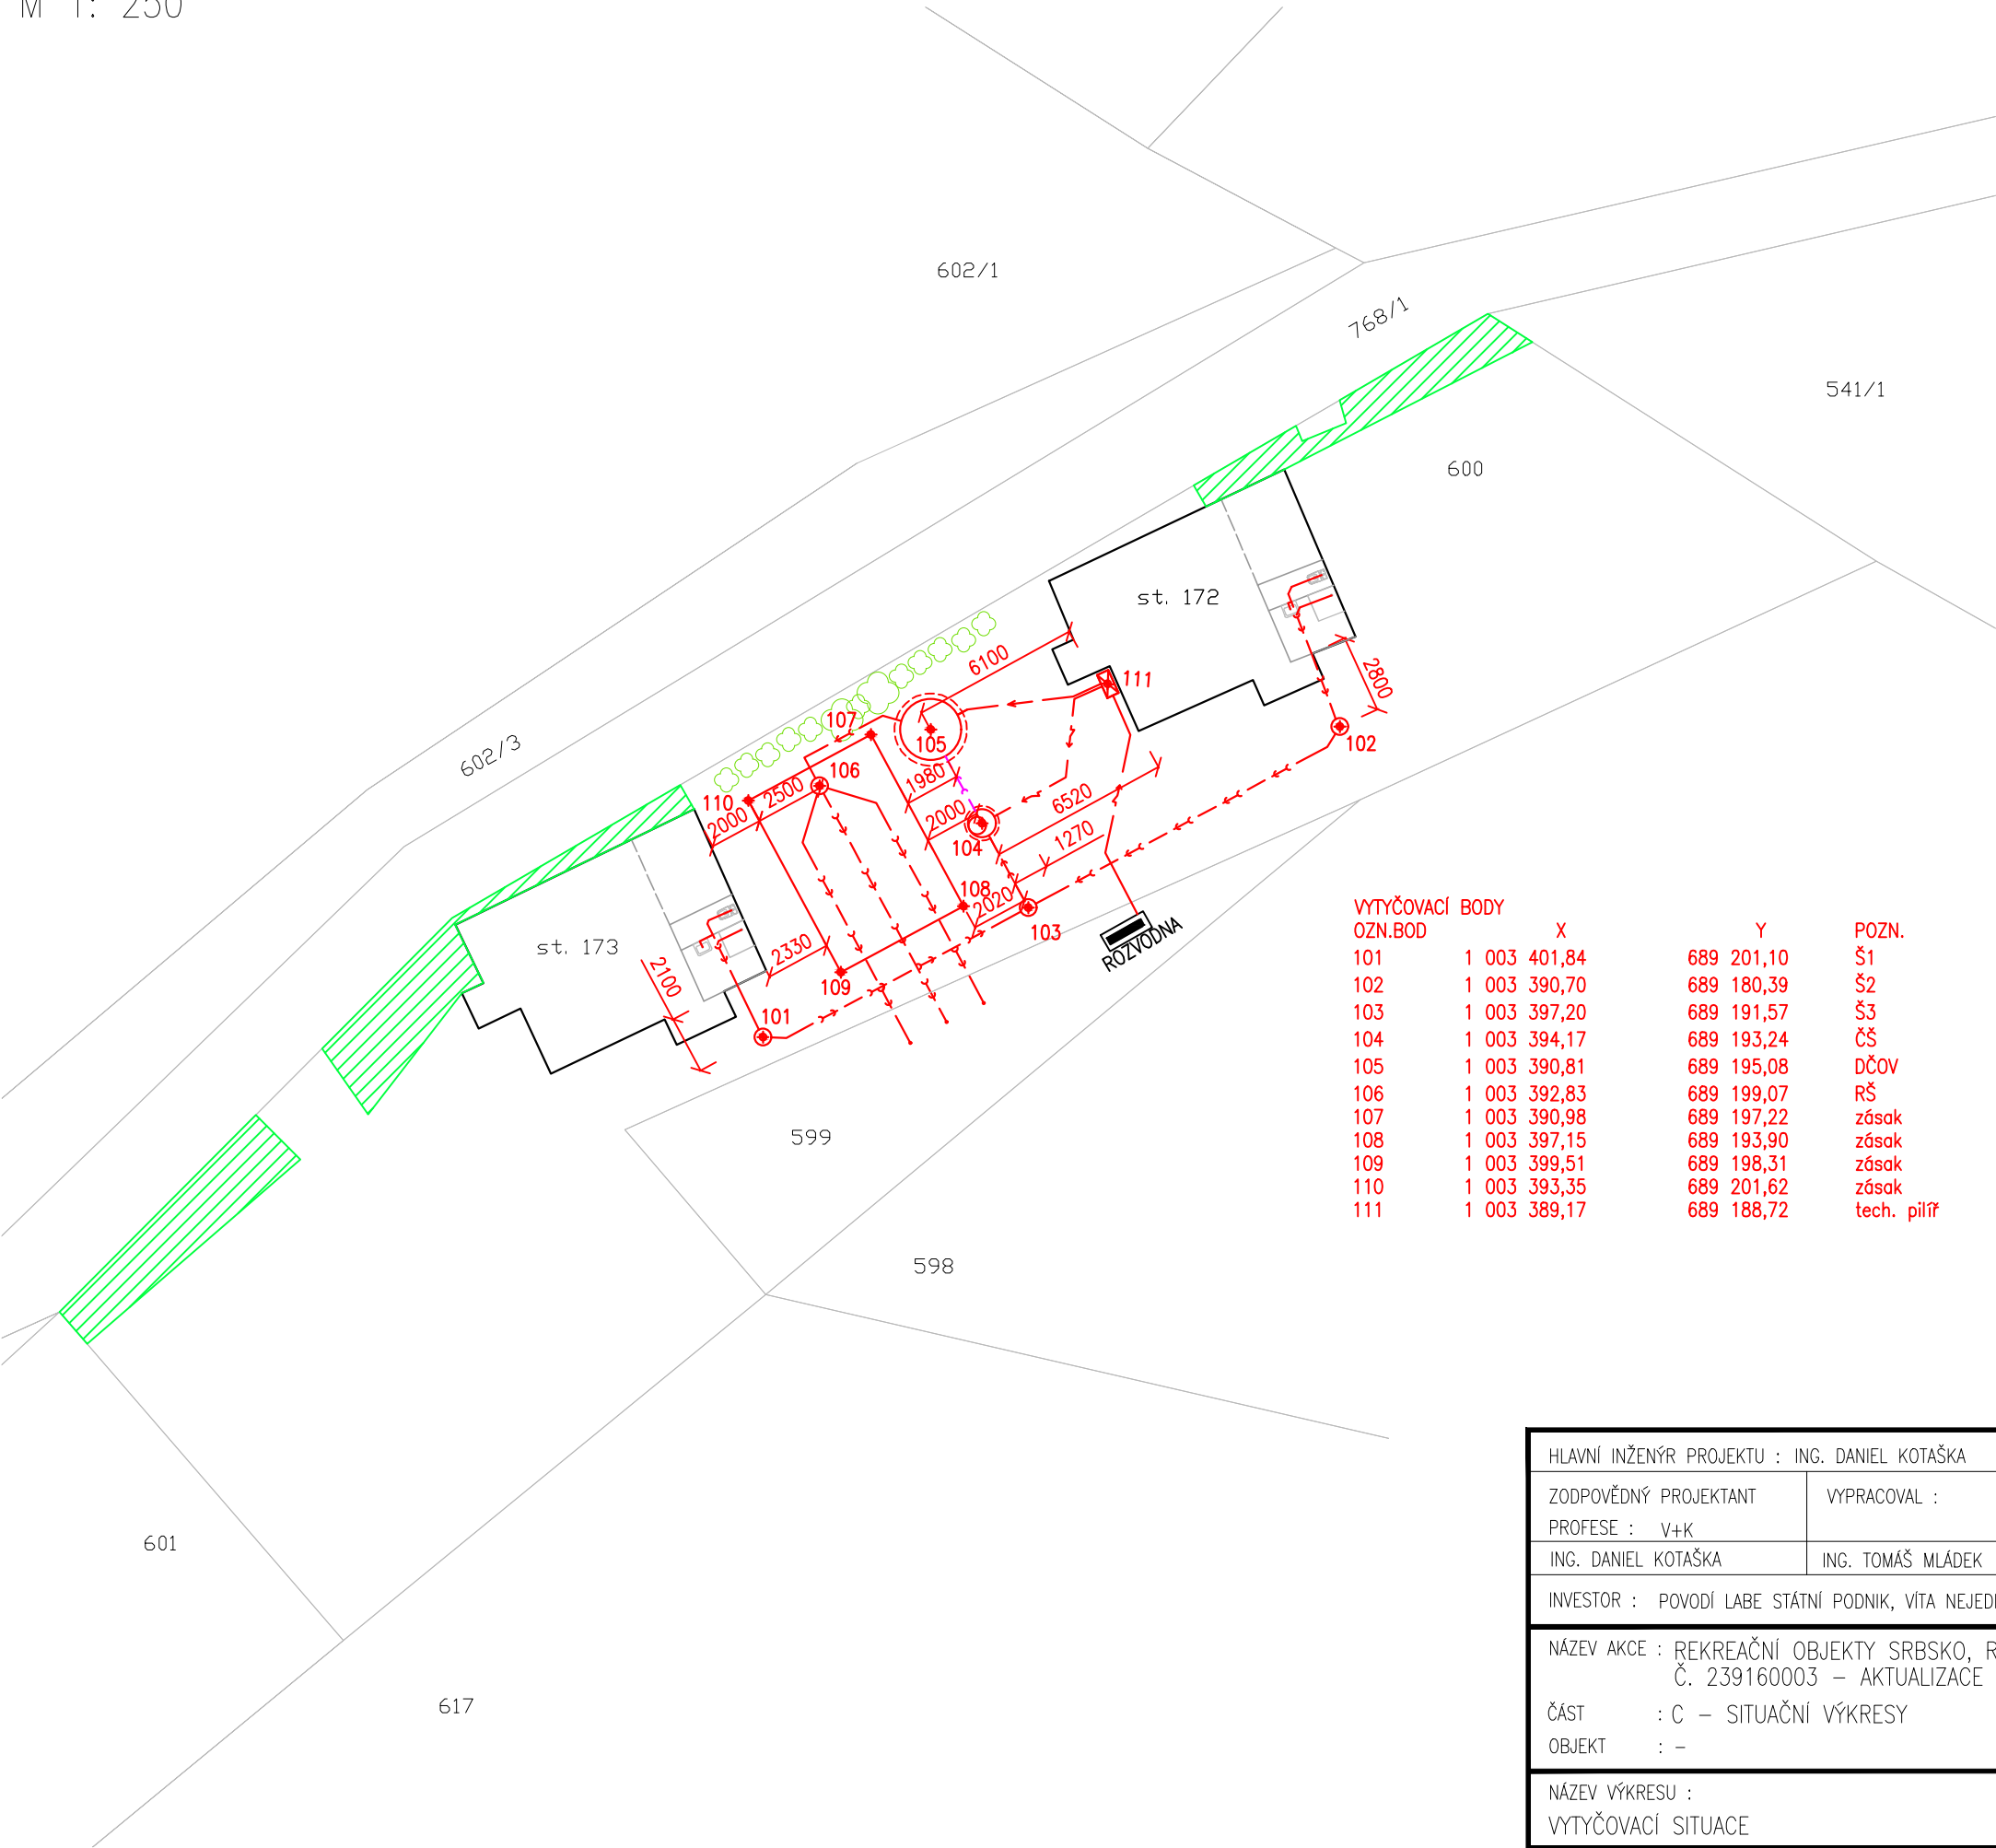 M 1: 250
602/1
768/1
541/1
600
st. 172
6100
111
2800
107
105
102
602/3
106
1980
110
2500
2000
2000
6520
104
1270
108
2020
103
ROZVODNA
st. 173
2330
2100
109
101
VYTYČOVACÍ BODY
OZN.BOD X Y POZN.
101 1 003 401,84 689 201,10 Š1
102 1 003 390,70 689 180,39 Š2
103 1 003 397,20 689 191,57 Š3
104 1 003 394,17 689 193,24 ČŠ
105 1 003 390,81 689 195,08 DČOV
106 1 003 392,83 689 199,07 RŠ
107 1 003 390,98 689 197,22 zásak
108 1 003 397,15 689 193,90 zásak
109 1 003 399,51 689 198,31 zásak
110 1 003 393,35 689 201,62 zásak
111 1 003 389,17 689 188,72 tech. pilíř
599
598
601
617
HLAVNÍ INŽENÝR PROJEKTU : ING. DANIEL KOTAŠKA
ZODPOVĚDNÝ PROJEKTANT VYPRACOVAL :
PROFESE : V+K
ING. DANIEL KOTAŠKA ING. TOMÁŠ MLÁDEK
INVESTOR : POVODÍ LABE STÁTNÍ PODNIK, VÍTA
NÁZEV AKCE : REKREAČNÍ OBJEKTY SRBSKO,
Č. 239160003 – AKTUALIZACE
ČÁST : C – SITUAČNÍ VÝKRESY
OBJEKT : –
NÁZEV VÝKRESU :
VYTYČOVACÍ SITUACE